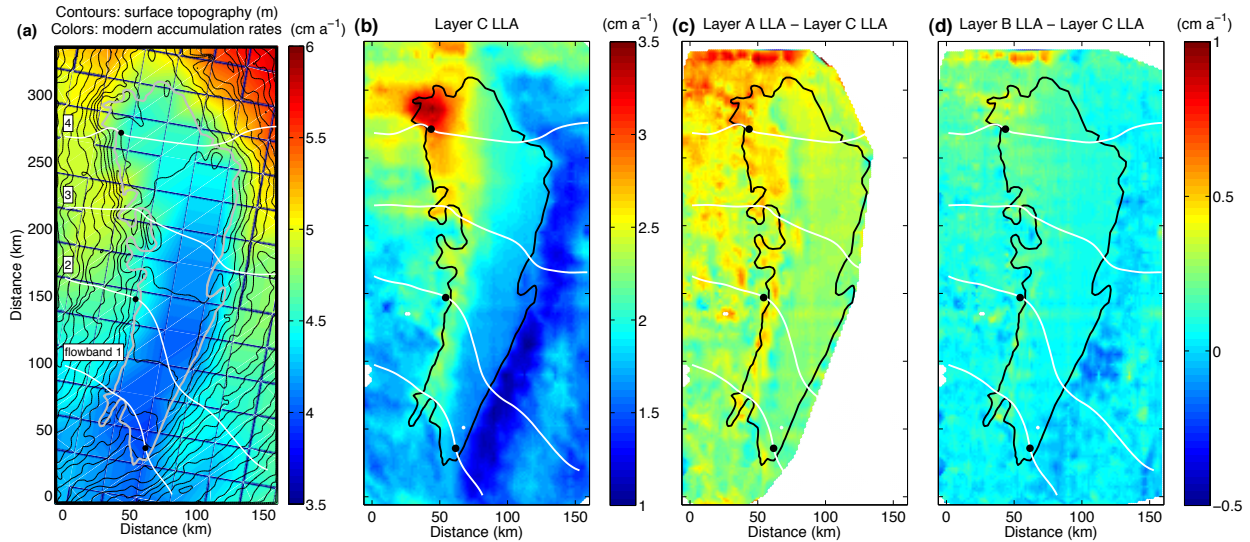 Contours: surface topography (m)
(a) Colors: modern accumulation rates (cm a⁻¹)
(b) Layer C LLA (cm a⁻¹)
(c) Layer A LLA − Layer C LLA
(d) Layer B LLA − Layer C LLA (cm a⁻¹)
Distance (km)
300
250
200
150
100
50
0
4
3
2
flowband 1
0 50 100 150
Distance (km)
6
5.5
5
4.5
4
3.5
0 50 100 150
Distance (km)
3.5
3
2.5
2
1.5
1
0 50 100 150
Distance (km)
0 50 100 150
Distance (km)
1
0.5
0
−0.5